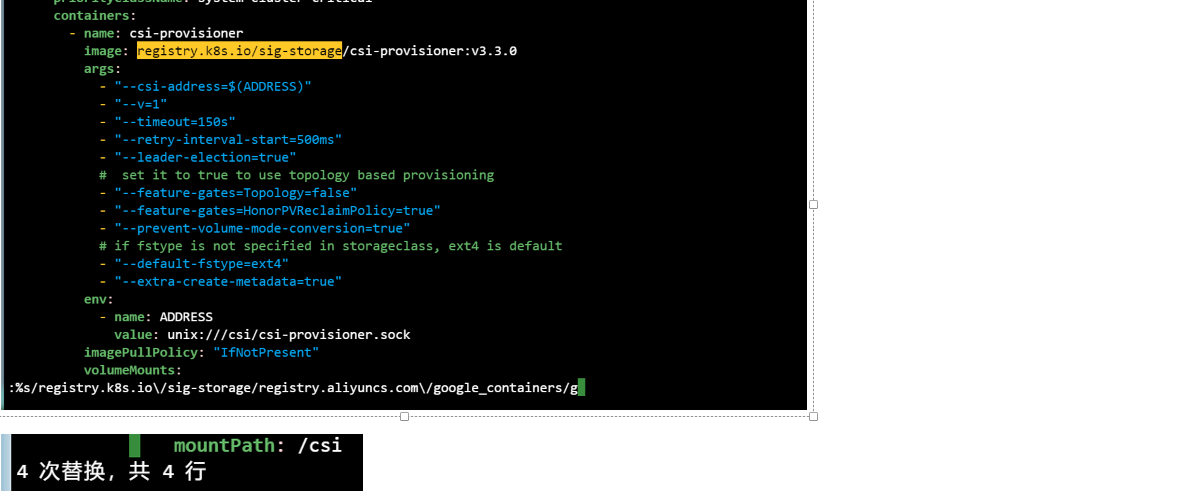 priorityClassName: system-cluster-critical
containers:
- name: csi-provisioner
image: registry.k8s.io/sig-storage/csi-provisioner:v3.3.0
args:
- "--csi-address=$(ADDRESS)"
- "--v=1"
- "--timeout=150s"
- "--retry-interval-start=500ms"
- "--leader-election=true"
#  set it to true to use topology based provisioning
- "--feature-gates=Topology=false"
- "--feature-gates=HonorPVReclaimPolicy=true"
- "--prevent-volume-mode-conversion=true"
# if fstype is not specified in storageclass, ext4 is default
- "--default-fstype=ext4"
- "--extra-create-metadata=true"
env:
- name: ADDRESS
value: unix:///csi/csi-provisioner.sock
imagePullPolicy: "IfNotPresent"
volumeMounts:
:%s/registry.k8s.io\/sig-storage/registry.aliyuncs.com\/google_containers/g
mountPath: /csi
4 次替换，共 4 行